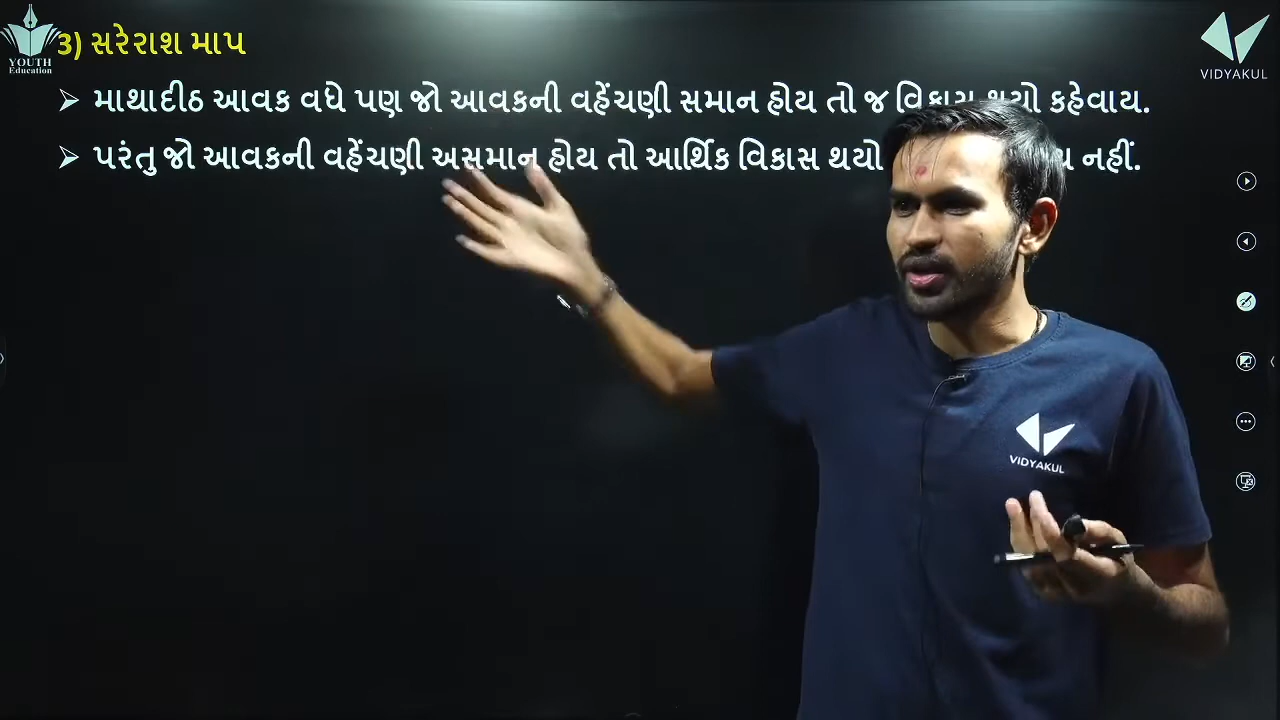 YOUTH
Education
3) સરેરાશ માપ
VIDYAKUL
માથાદીઠ આવક વધે પણ જો આવકની વહેંચણી સમાન હોય તો જ કહેવાય.
પરંતુ જો આવકની વહેંચણી અસમાન હોય તો આર્થિક વિકાસ થયો નહીં.
VIDYAKUL